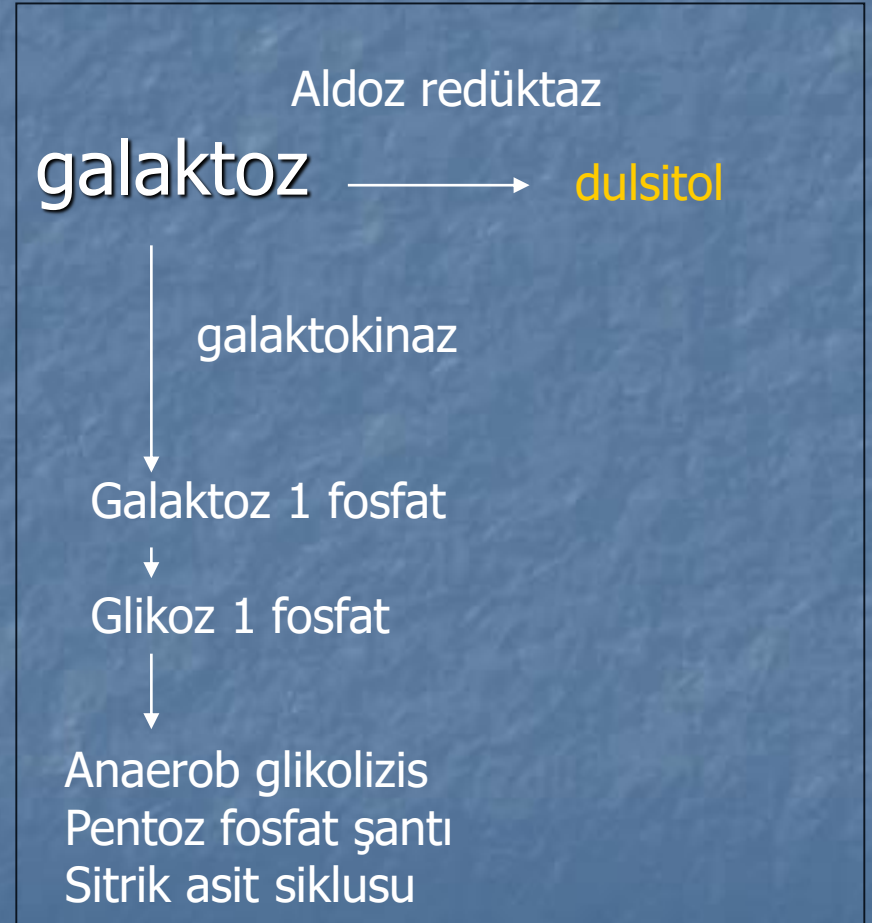 Aldoz redüktaz
galaktoz
dulsitol
galaktokinaz
Galaktoz 1 fosfat
Glikoz 1 fosfat
Anaerob glikolizis
Pentoz fosfat şantı
Sitrik asit siklusu